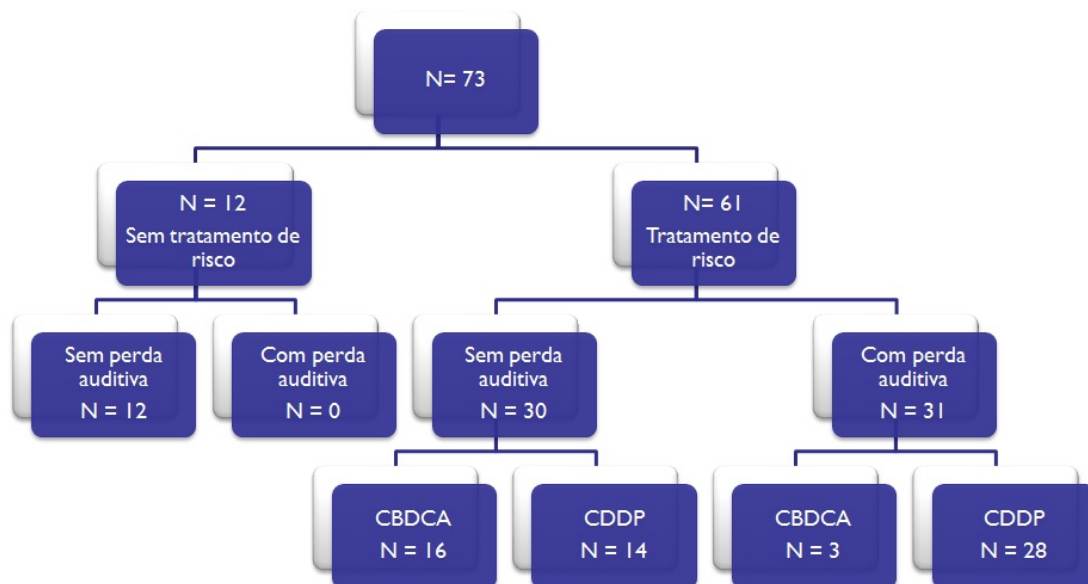 N= 73
N = 12
Sem tratamento de
risco
N= 61
Tratamento de
risco
Sem perda
auditiva
N = 12
Com perda
auditiva
N = 0
Sem perda
auditiva
N = 30
Com perda
auditiva
N = 31
CBDCA
N = 16
CDDP
N = 14
CBDCA
N = 3
CDDP
N = 28